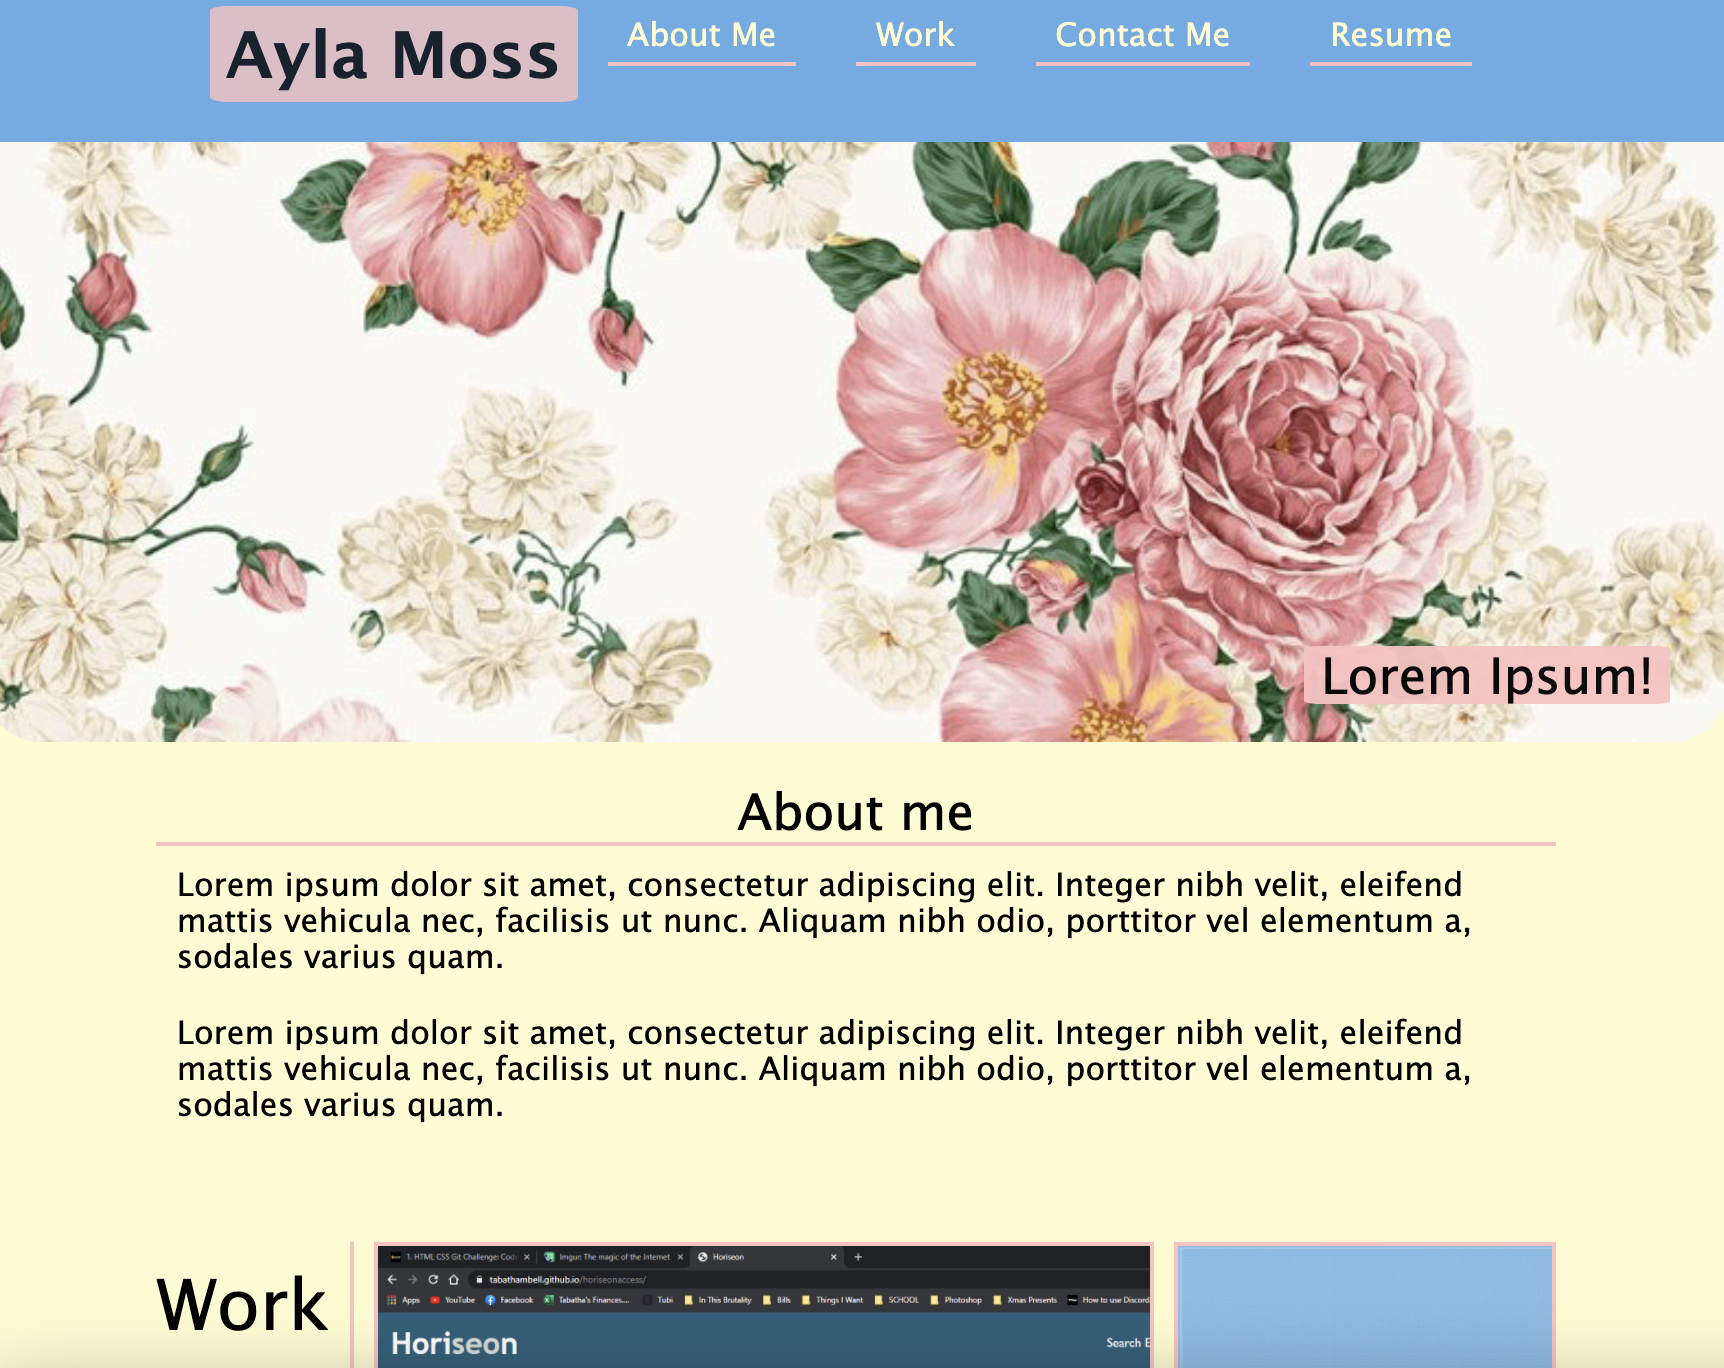 Ayla Moss
About Me
Work
Contact Me
Resume
Lorem Ipsum!
About me
Lorem ipsum dolor sit amet, consectetur adipiscing elit. Integer nibh velit, eleifend
mattis vehicula nec, facilisis ut nunc. Aliquam nibh odio, porttitor vel elementum a,
sodales varius quam.
Lorem ipsum dolor sit amet, consectetur adipiscing elit. Integer nibh velit, eleifend
mattis vehicula nec, facilisis ut nunc. Aliquam nibh odio, porttitor vel elementum a,
sodales varius quam.
Work
1. HTML CSS Git Challenge: Cod
Imgur: The magic of the Internet
Horiseon
tabathambell.github.io/horiseonaccess/
Apps YouTube Facebook Tabatha's Finances.... Tubi In This Brutality Bills Things I Want SCHOOL Photoshop Xmas Presents How to use Discord
Horiseon
Search E